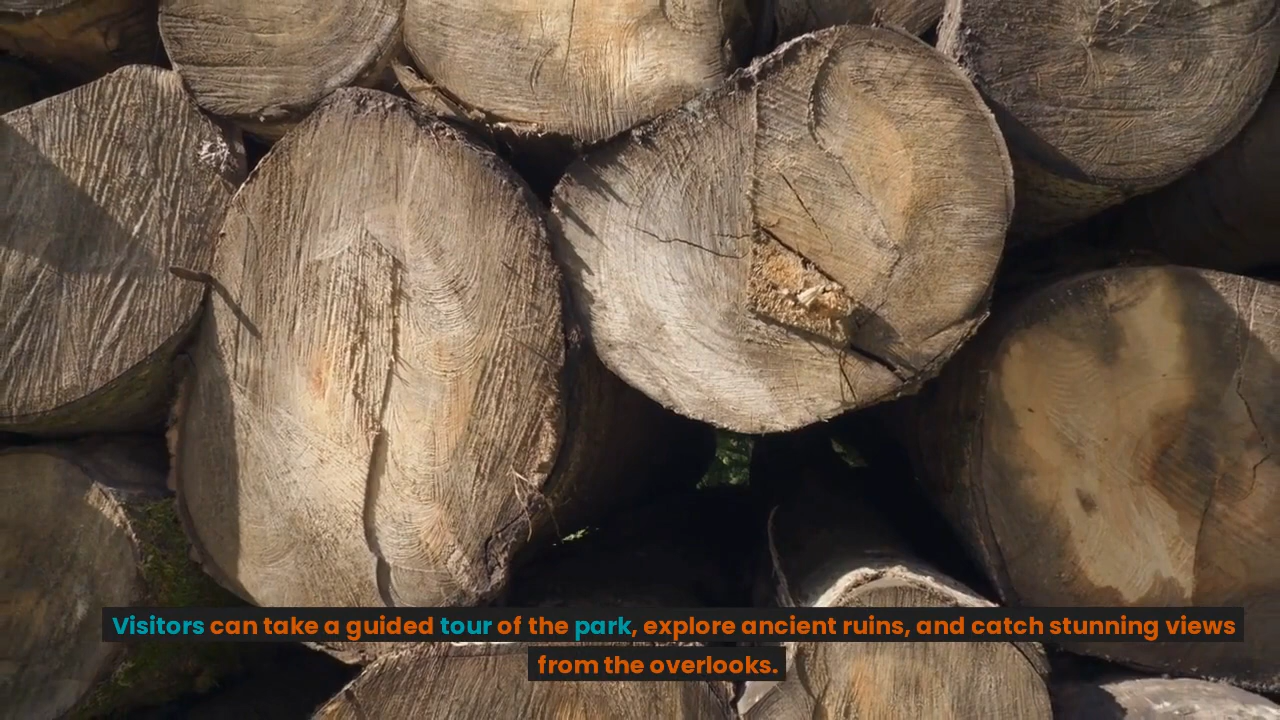 Visitors can take a guided tour of the park, explore ancient ruins, and catch stunning views
from the overlooks.